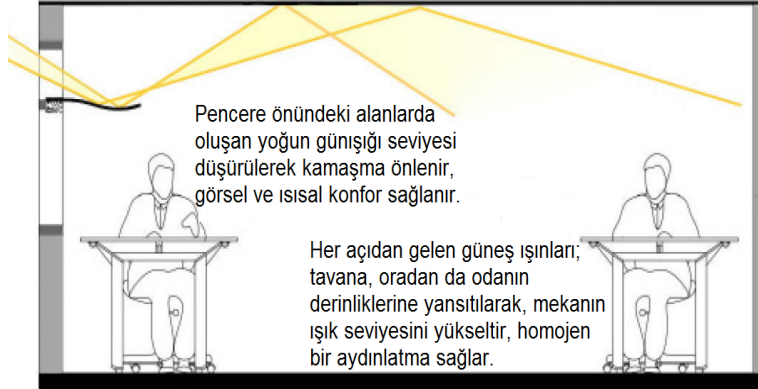 Pencere önündeki alanlarda
oluşan yoğun günışığı seviyesi
düşürülerek kamaşma önlenir,
görsel ve ısısal konfor sağlanır.
Her açıdan gelen güneş ışınları;
tavana, oradan da odanın
derinliklerine yansıtılarak, mekanın
ışık seviyesini yükseltir, homojen
bir aydınlatma sağlar.